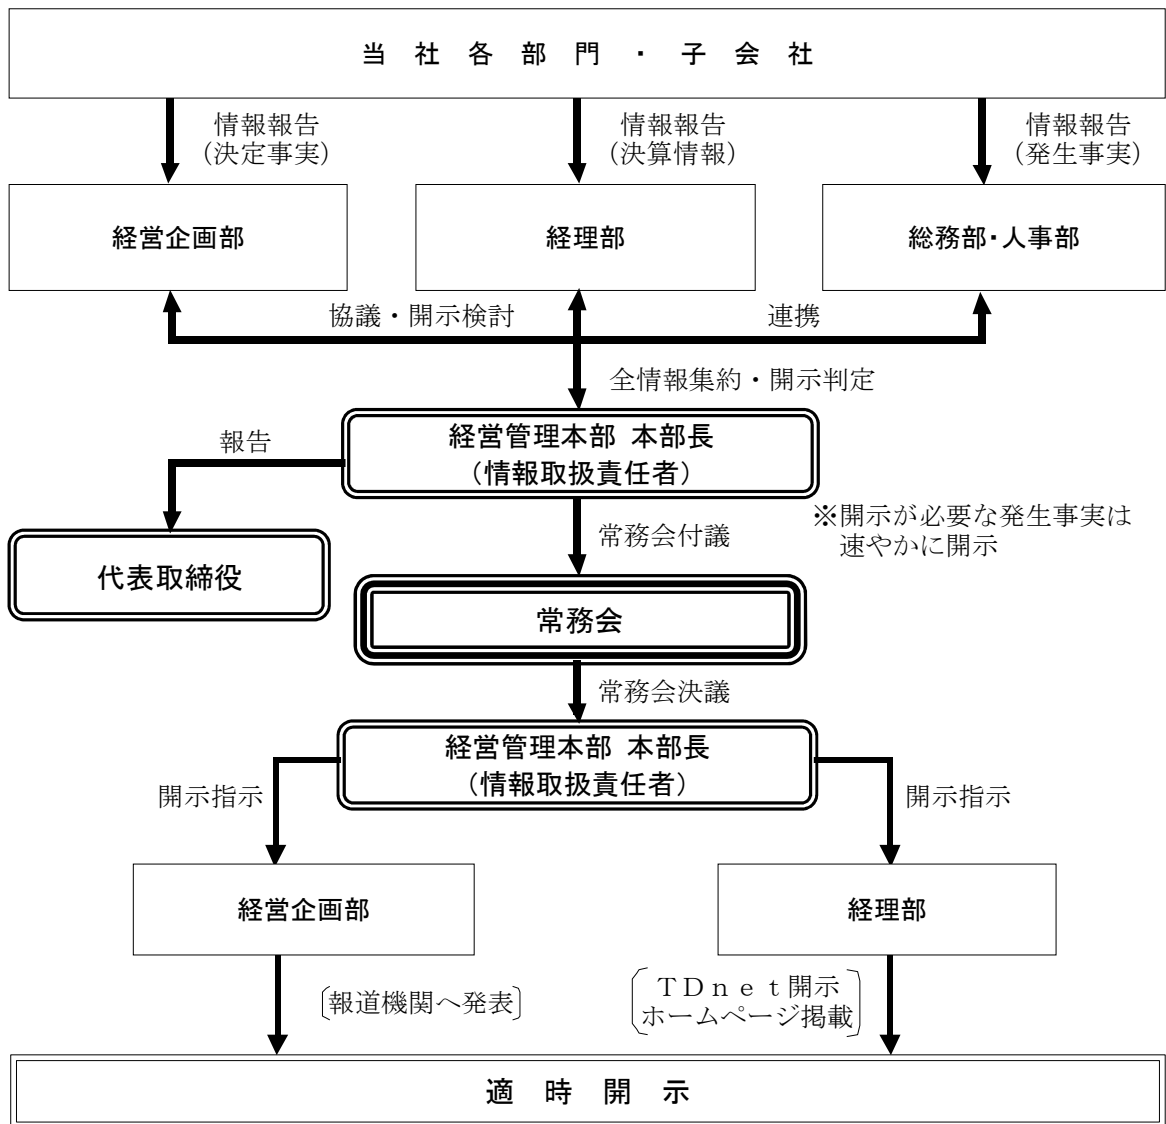 当社各部門・子会社
情報報告
(決定事実)
情報報告
(決算情報)
情報報告
(発生事実)
経営企画部
経理部
総務部・人事部
協議・開示検討
連携
全情報集約・開示判定
経営管理本部 本部長
(情報取扱責任者)
報告
※開示が必要な発生事実は
速やかに開示
常務会付議
代表取締役
常務会
常務会決議
経営管理本部 本部長
(情報取扱責任者)
開示指示
開示指示
経営企画部
経理部
〔報道機関へ発表〕
TDnet開示
ホームページ掲載
適時開示